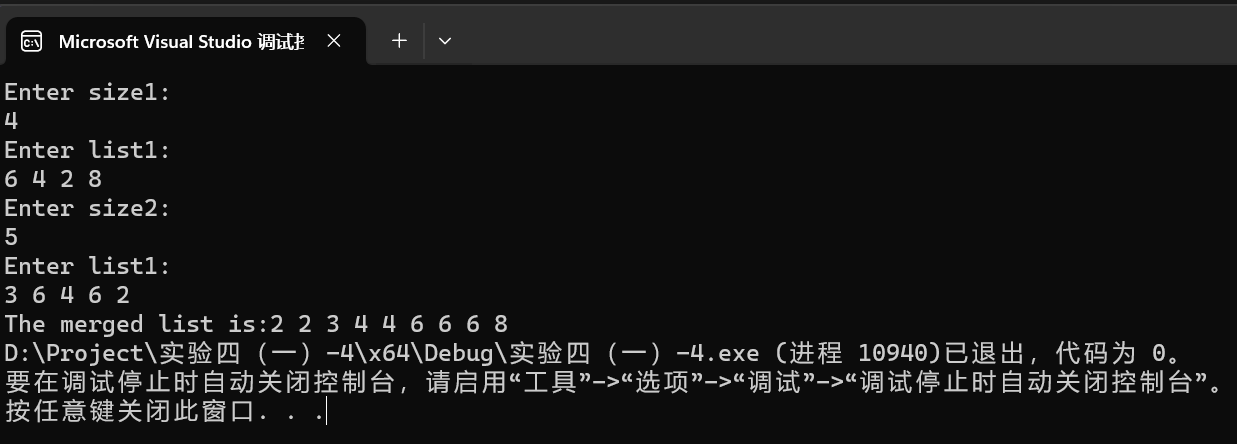 Microsoft Visual Studio 调试
Enter size1:
4
Enter list1:
6 4 2 8
Enter size2:
5
Enter list1:
3 6 4 6 2
The merged list is:2 2 3 4 4 6 6 6 8
D:\Project\实验四（一）-4\x64\Debug\实验四（一）-4.exe (进程 10940)已退出，代码为 0。
要在调试停止时自动关闭控制台，请启用“工具”->“选项”->“调试”->“调试停止时自动关闭控制台”。
按任意键关闭此窗口. . .